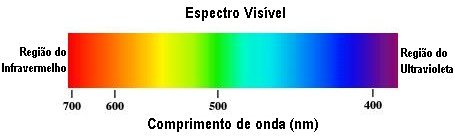 Espectro Visível
Região do
Infravermelho
Região do
Ultravioleta
700 600 500 400
Comprimento de onda (nm)